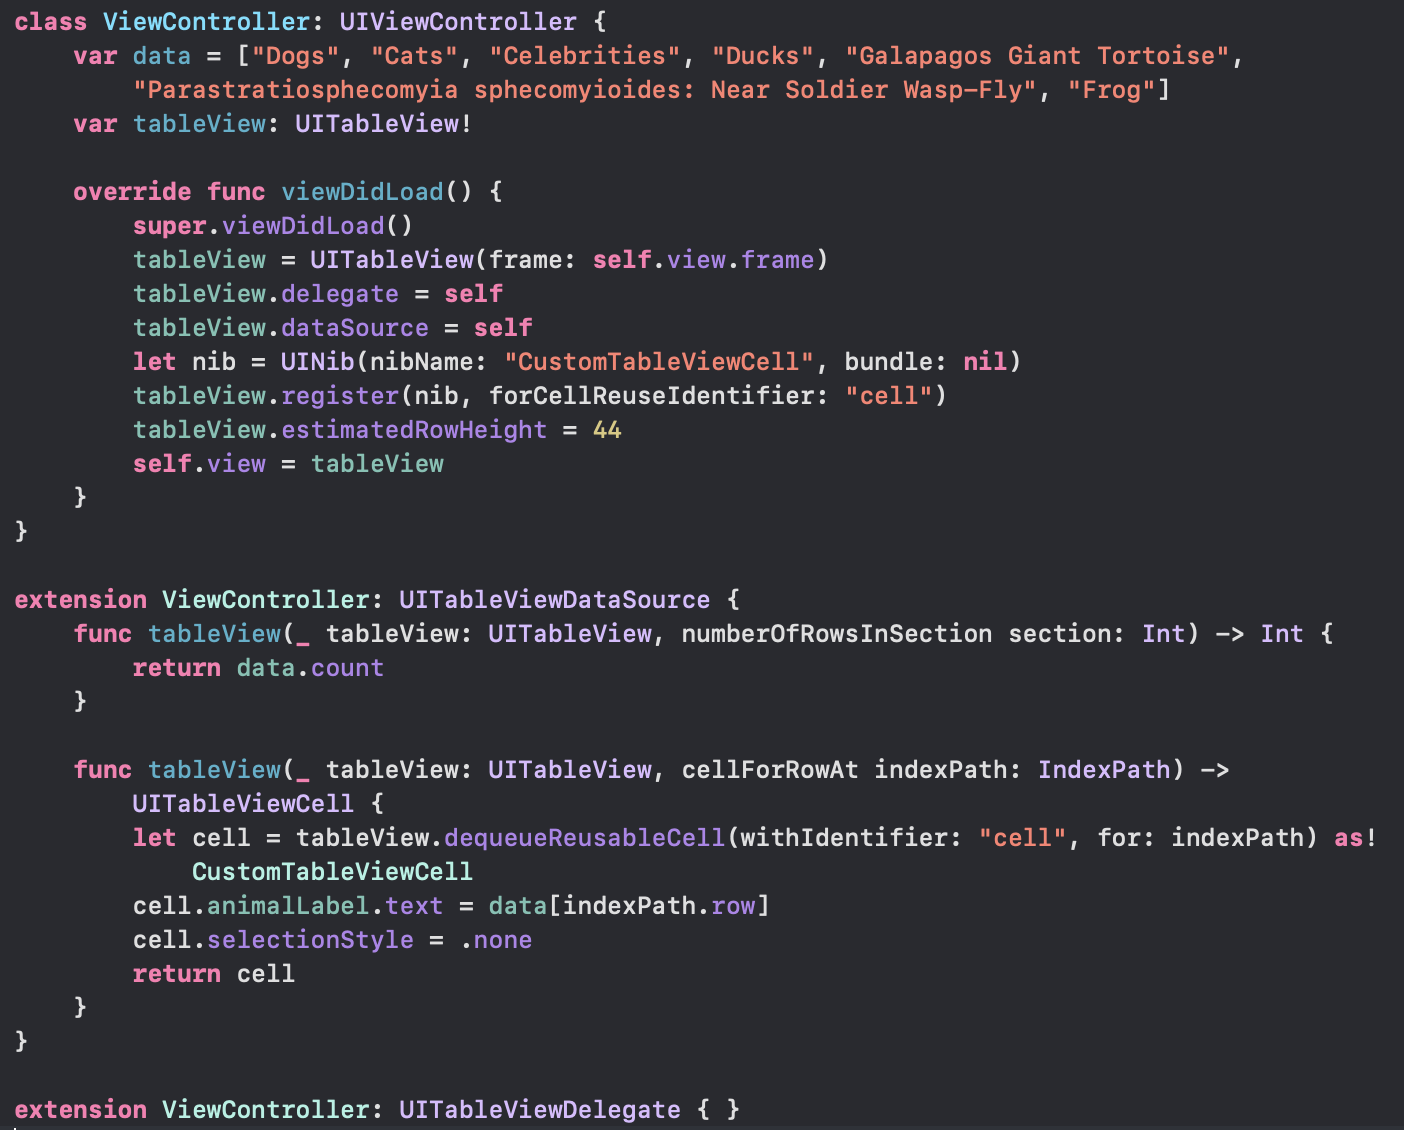 class ViewController: UIViewController {
    var data = ["Dogs", "Cats", "Celebrities", "Ducks", "Galapagos Giant Tortoise",
        "Parastratiosphecomyia sphecomyioides: Near Soldier Wasp-Fly", "Frog"]
    var tableView: UITableView!

    override func viewDidLoad() {
        super.viewDidLoad()
        tableView = UITableView(frame: self.view.frame)
        tableView.delegate = self
        tableView.dataSource = self
        let nib = UINib(nibName: "CustomTableViewCell", bundle: nil)
        tableView.register(nib, forCellReuseIdentifier: "cell")
        tableView.estimatedRowHeight = 44
        self.view = tableView
    }
}

extension ViewController: UITableViewDataSource {
    func tableView(_ tableView: UITableView, numberOfRowsInSection section: Int) -> Int {
        return data.count
    }

    func tableView(_ tableView: UITableView, cellForRowAt indexPath: IndexPath) ->
        UITableViewCell {
        let cell = tableView.dequeueReusableCell(withIdentifier: "cell", for: indexPath) as!
            CustomTableViewCell
        cell.animalLabel.text = data[indexPath.row]
        cell.selectionStyle = .none
        return cell
    }
}

extension ViewController: UITableViewDelegate { }